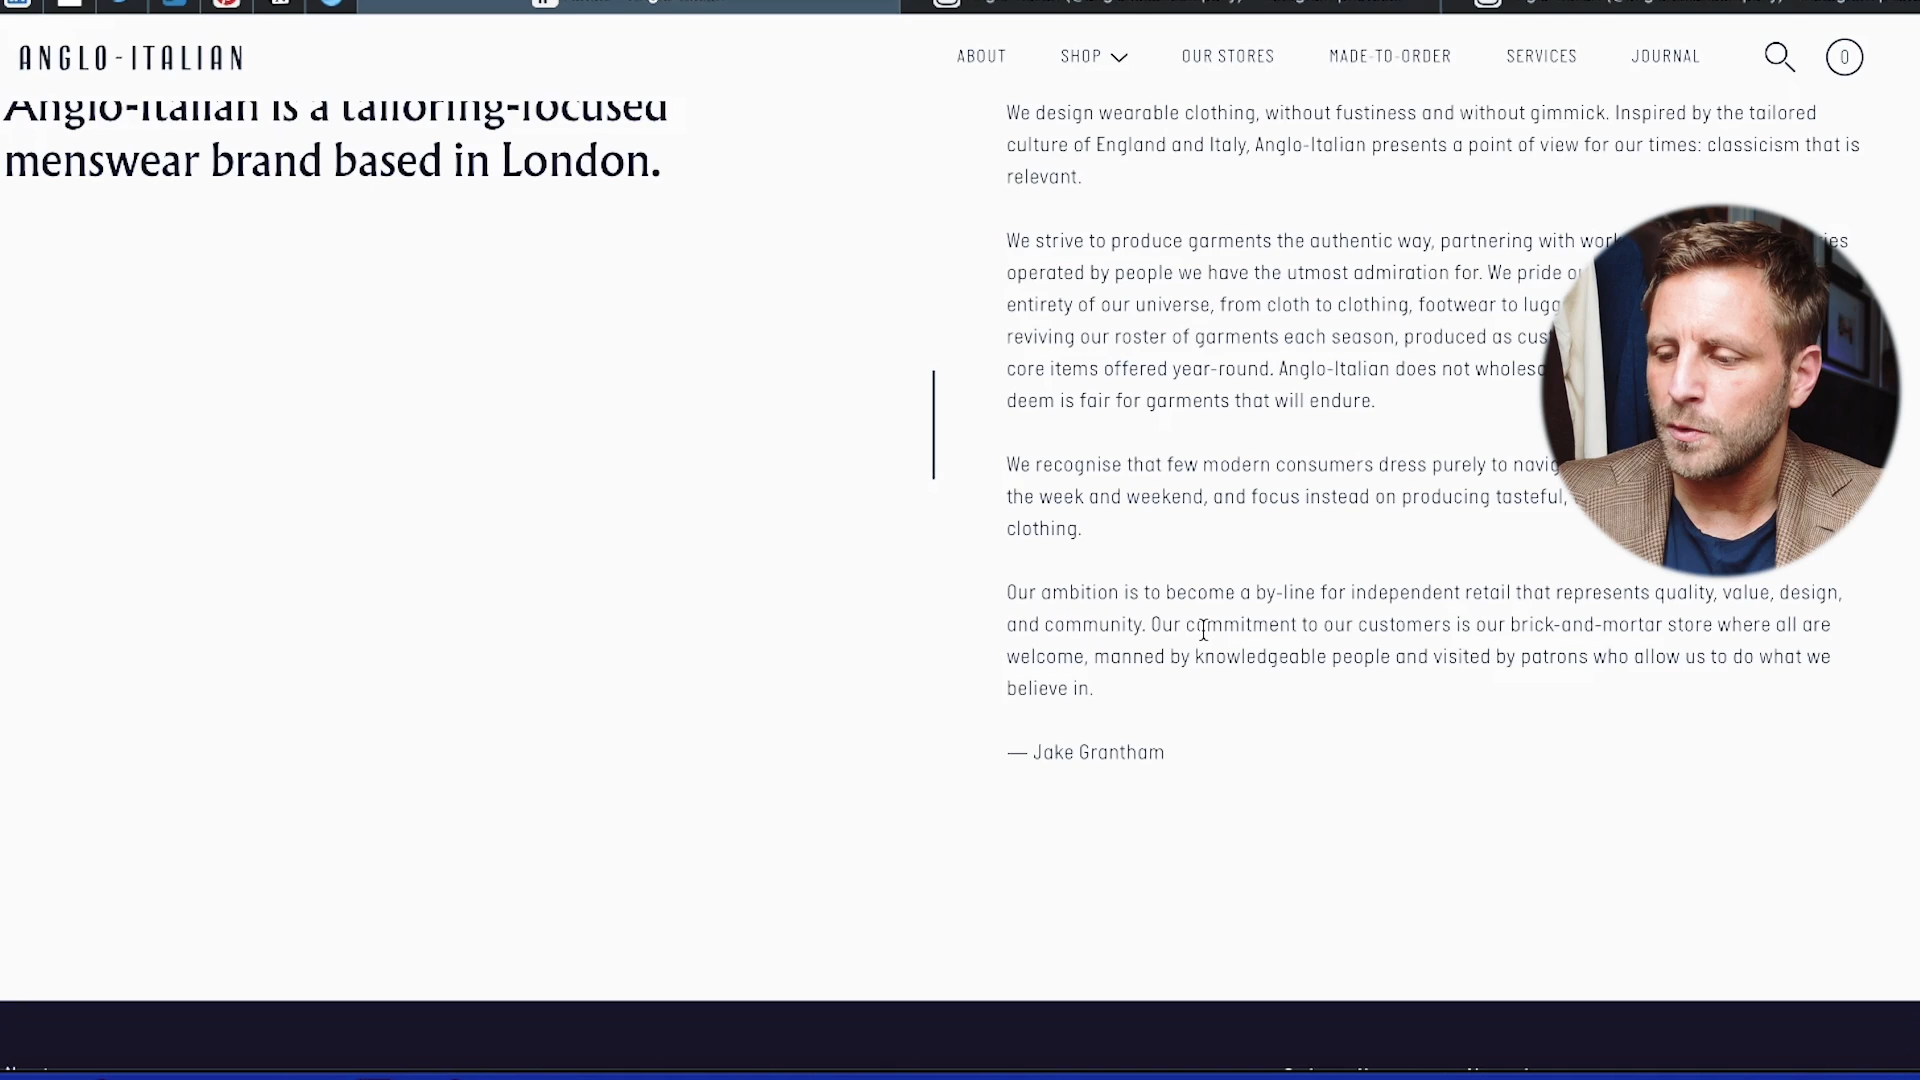 ANGLO-ITALIAN
ABOUT
SHOP
OUR STORES
MADE-TO-ORDER
SERVICES
JOURNAL
0
Anglo-Italian is a tailoring-focused
menswear brand based in London.
We design wearable clothing, without fustiness and without gimmick. Inspired by the tailored
culture of England and Italy, Anglo-Italian presents a point of view for our times: classicism that is
relevant.
We strive to produce garments the authentic way, partnering with
operated by people we have the utmost admiration for. We pride
entirety of our universe, from cloth to clothing, footwear to
reviving our roster of garments each season, produced as
core items offered year-round. Anglo-Italian does not
deem is fair for garments that will endure.
We recognise that few modern consumers dress purely to
the week and weekend, and focus instead on producing tasteful,
clothing.
Our ambition is to become a by-line for independent retail that represents quality, value, design,
and community. Our commitment to our customers is our brick-and-mortar store where all are
welcome, manned by knowledgeable people and visited by patrons who allow us to do what we
believe in.
— Jake Grantham